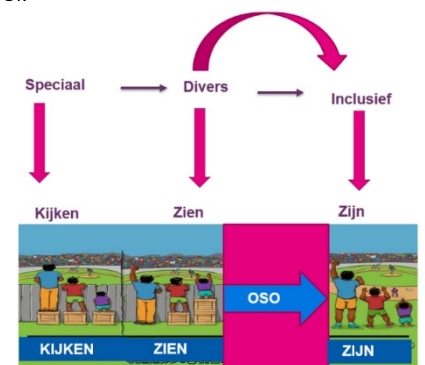 Speciaal
Divers
Inclusief
Kijken
Zien
Zijn
OSO
KIJKEN
ZIEN
ZIJN